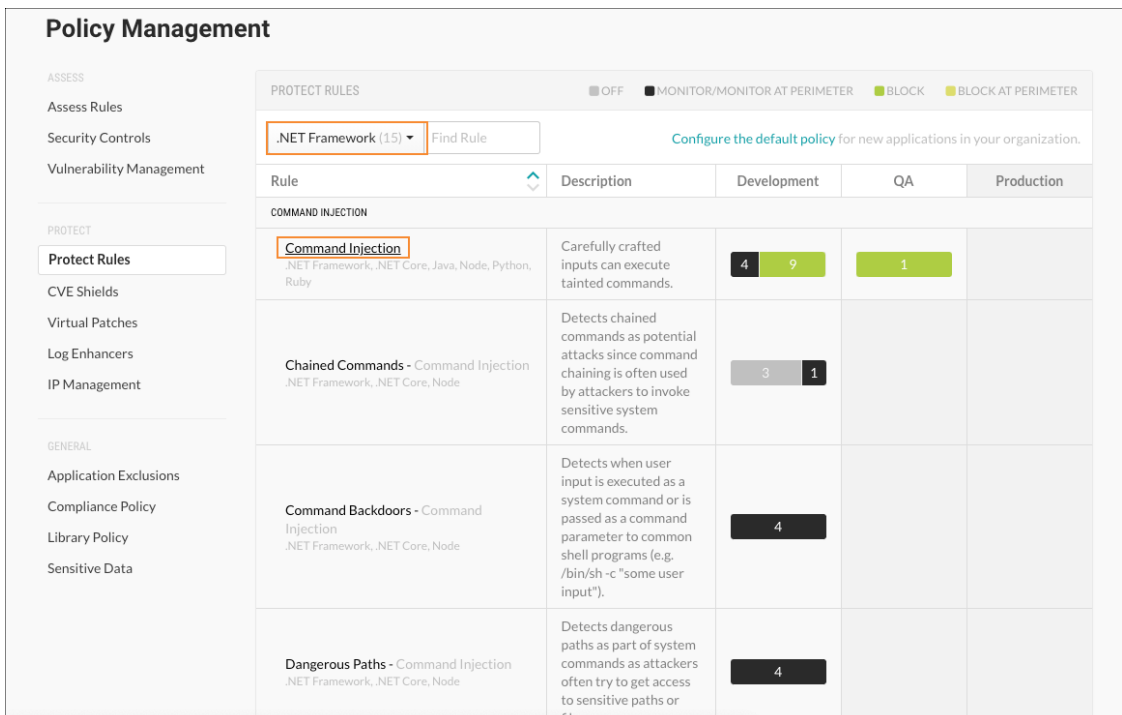 Policy Management
ASSESS
Assess Rules
Security Controls
Vulnerability Management
PROTECT
Protect Rules
CVE Shields
Virtual Patches
Log Enhancers
IP Management
GENERAL
Application Exclusions
Compliance Policy
Library Policy
Sensitive Data
PROTECT RULES
OFF MONITOR/MONITOR AT PERIMETER BLOCK BLOCK AT PERIMETER
.NET Framework (15) Find Rule
Configure the default policy for new applications in your organization.
Rule Description Development QA Production
COMMAND INJECTION
Command Injection
.NET Framework, .NET Core, Java, Node, Python,
Ruby
Carefully crafted
inputs can execute
tainted commands.
4 9 1
Chained Commands - Command Injection
.NET Framework, .NET Core, Node
Detects chained
commands as potential
attacks since command
chaining is often used
by attackers to invoke
sensitive system
commands.
3 1
Command Backdoors - Command
Injection
.NET Framework, .NET Core, Node
Detects when user
input is executed as a
system command or is
passed as a command
parameter to common
shell programs (e.g.
/bin/sh -c "some user
input").
4
Dangerous Paths - Command Injection
.NET Framework, .NET Core, Node
Detects dangerous
paths as part of system
commands as attackers
often try to get access
to sensitive paths or
4